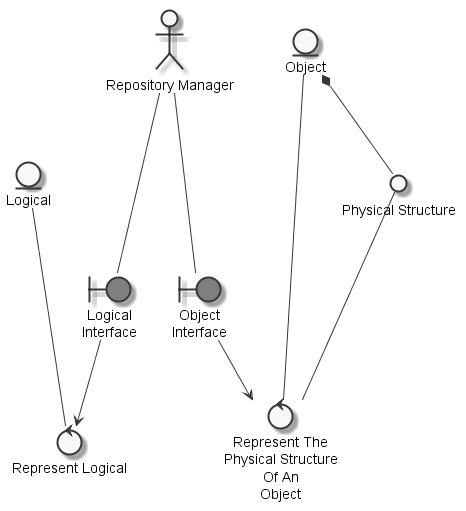 Repository Manager
Object
Logical
Physical Structure
Logical
Interface
Object
Interface
Represent Logical
Represent The
Physical Structure
Of An
Object